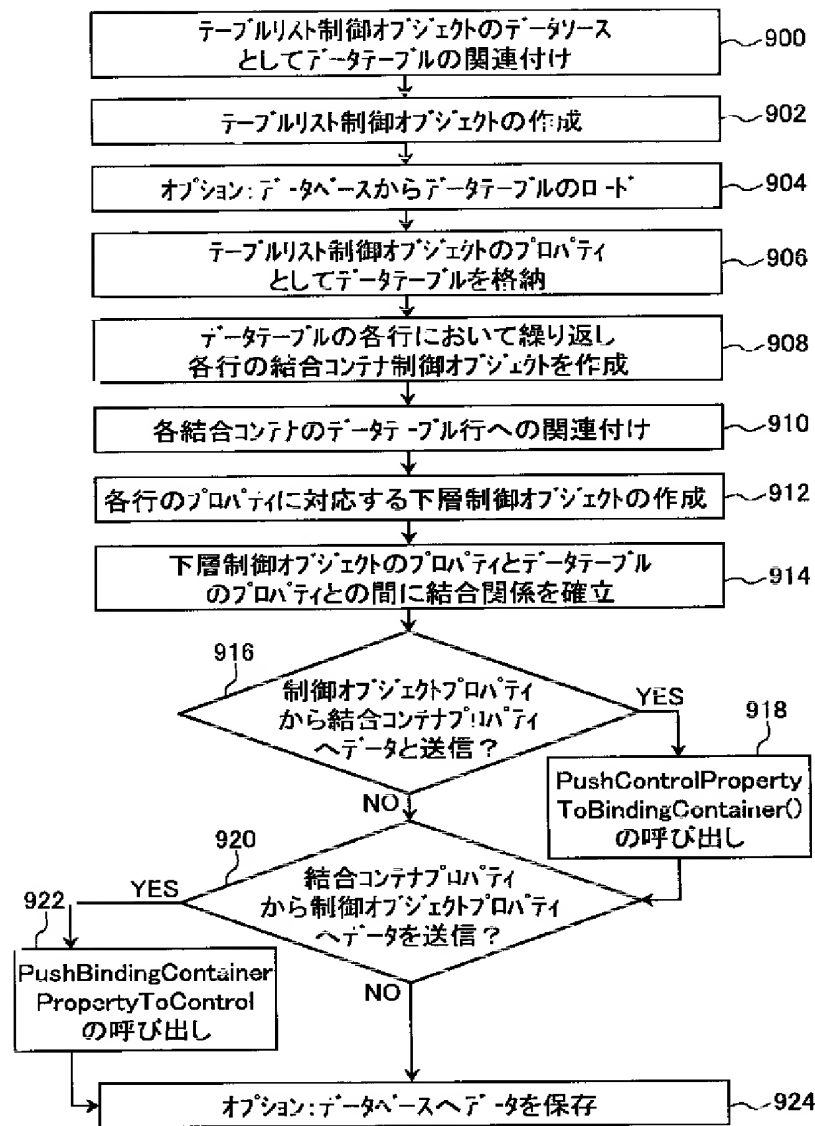 テーブルリスト制御オブジェクトのデータソース
としてデータテーブルの関連付け
900
テーブルリスト制御オブジェクトの作成
902
オプション:データベースからデータテーブルのロード
904
テーブルリスト制御オブジェクトのプロパティ
としてデータテーブルを格納
906
データテーブルの各行において繰り返し
各行の結合コンテナ制御オブジェクトを作成
908
各結合コンテナのデータテーブル行への関連付け
910
各行のプロパティに対応する下層制御オブジェクトの作成
912
下層制御オブジェクトのプロパティとデータテーブル
のプロパティとの間に結合関係を確立
914
916
制御オブジェクトプロパティ
から結合コンテナプロパティ
へデータと送信?
YES
NO
918
PushControlProperty
ToBindingContainer()
の呼び出し
920
結合コンテナプロパティ
から制御オブジェクトプロパティ
へデータを送信?
YES
NO
922
PushBindingContainer
PropertyToControl
の呼び出し
オプション:データベースへデータを保存
924